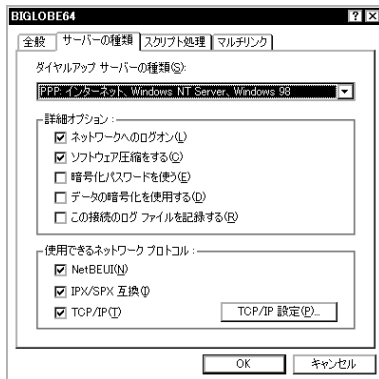 BIGLOBE64
全般 サーバーの種類 スクリプト処理 マルチリンク
ダイヤルアップ サーバーの種類(S):
PPP: インターネット、Windows NT Server、Windows 98
詳細オプション:
ネットワークへのログオン(L)
ソフトウェア圧縮をする(C)
暗号化パスワードを使う(E)
データの暗号化を使用する(D)
この接続のログ ファイルを記録する(R)
使用できるネットワーク プロトコル:
NetBEUI(N)
IPX/SPX 互換(I)
TCP/IP(T) TCP/IP 設定(P)...
OK キャンセル